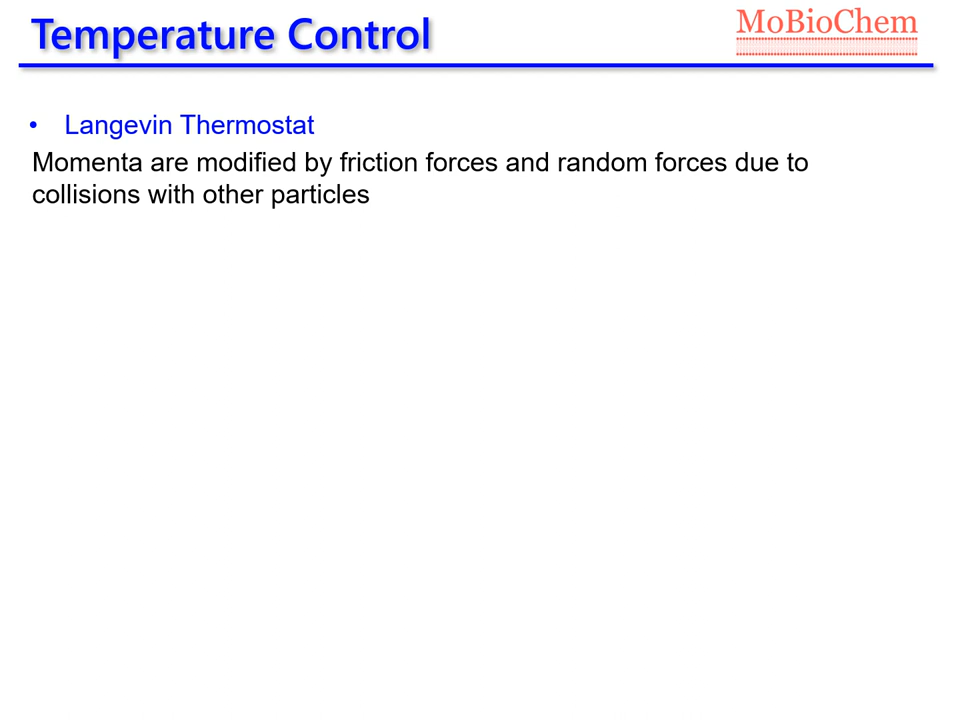 Temperature Control
MoBioChem
• Langevin Thermostat
Momenta are modified by friction forces and random forces due to
collisions with other particles